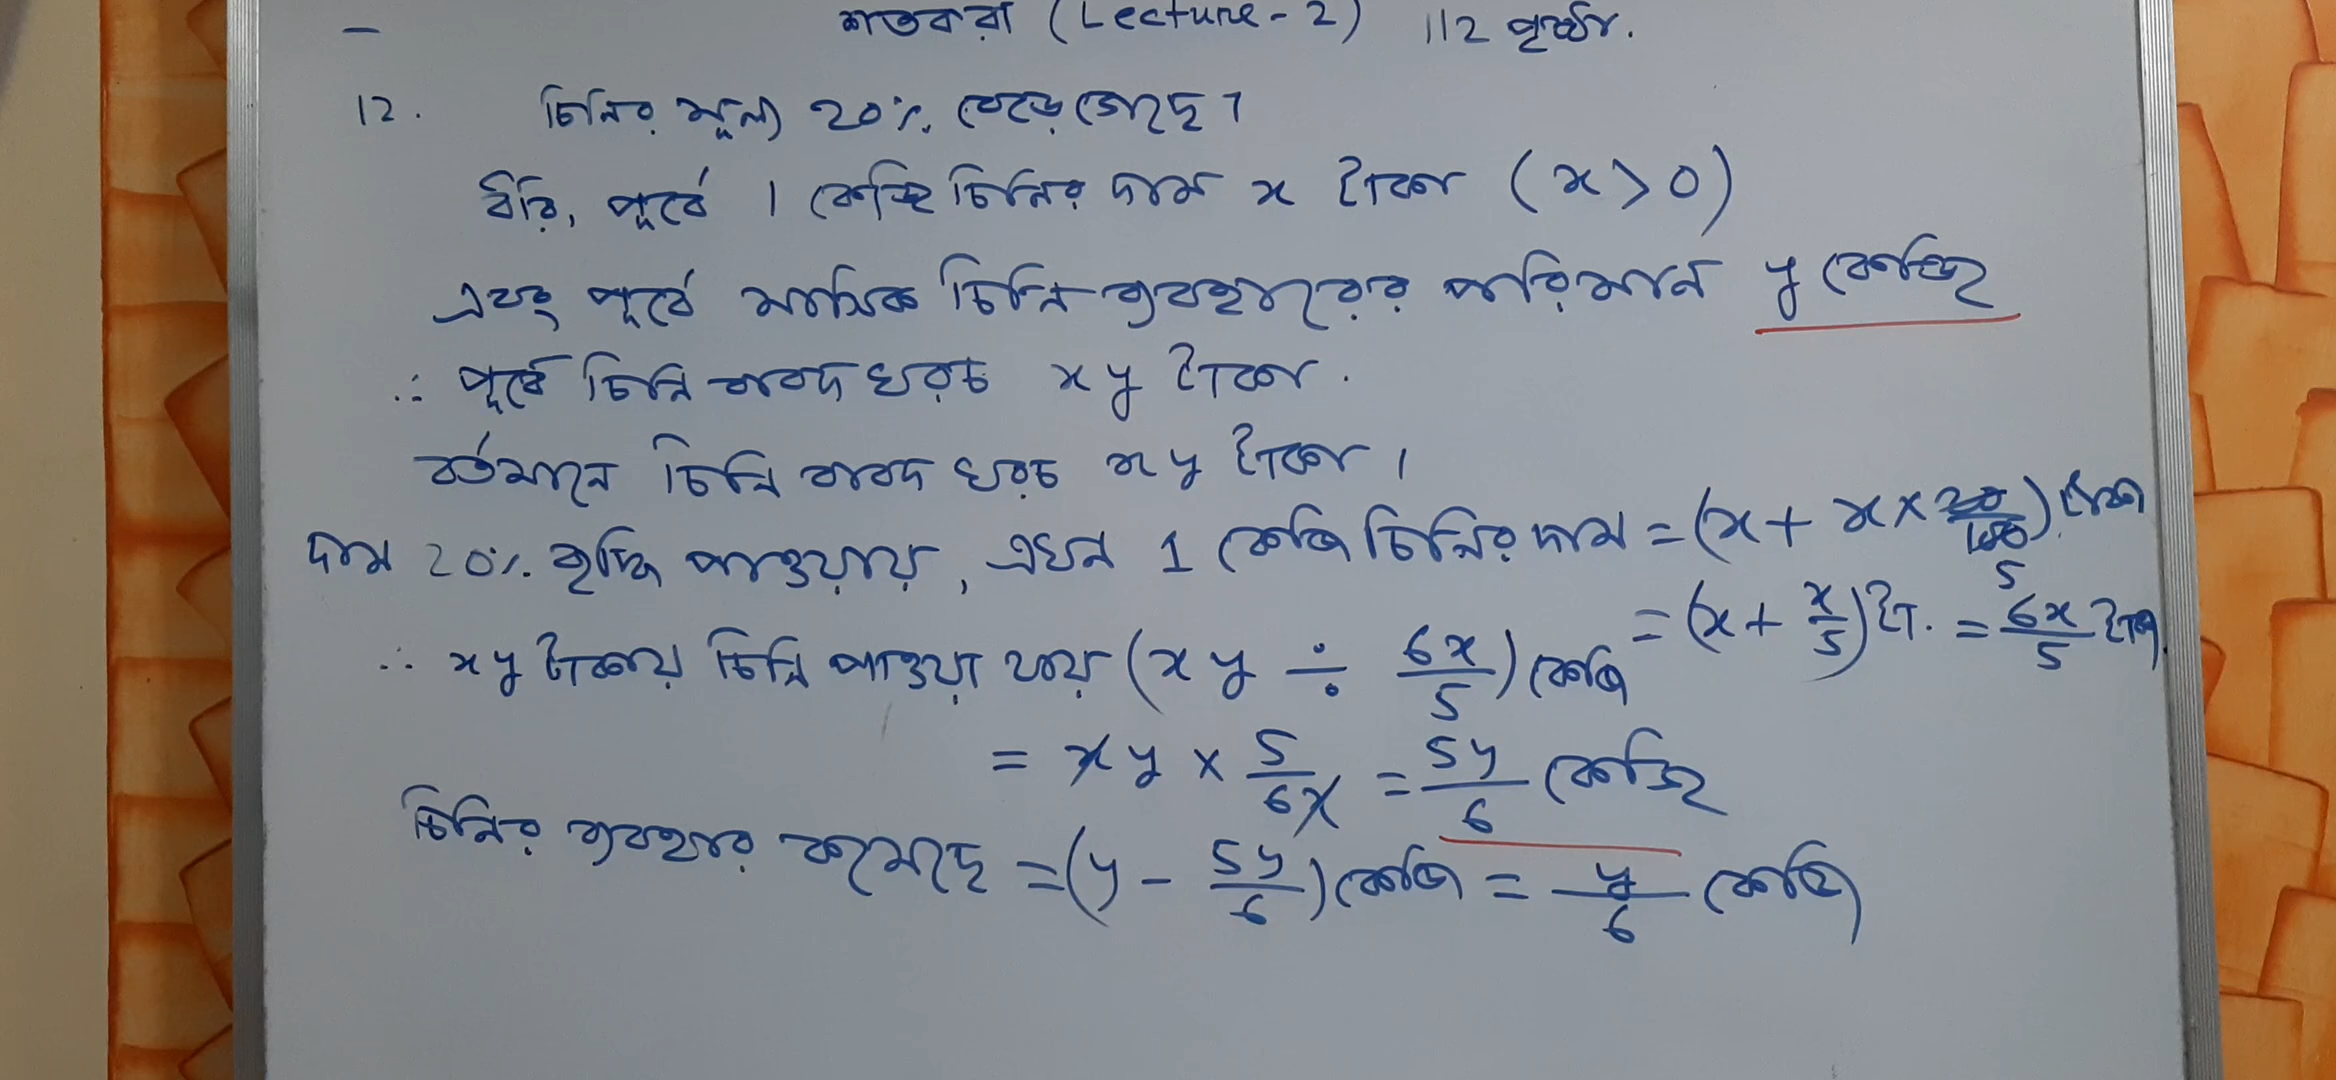 শতকরা (Lecture-2) 112 পৃষ্ঠা.
12. চিনির মূল্য 20%. বেড়ে গেছে।
ধরি, পূর্বে 1 কেজি চিনির দাম x টাকা (x>0)
এবং পূর্বে মাসিক চিনি ব্যবহারের পরিমান y কেজি
∴ পূর্বে চিনি বাবদ খরচ xy টাকা.
বর্তমানে চিনি বাবদ খরচ xy টাকা।
দাম 20%. বৃদ্ধি পাওয়ায়, এখন 1 কেজি চিনির দাম = (x + x × 20/100) টাকা
5
= (x + x/5) টা. = 6x/5 টাকা
∴ xy টাকায় চিনি পাওয়া যায় (xy ÷ 6x/5) কেজি
= xy × 5/6x = 5y/6 কেজি
চিনির ব্যবহার কমেছে = (y - 5y/6) কেজি = y/6 কেজি